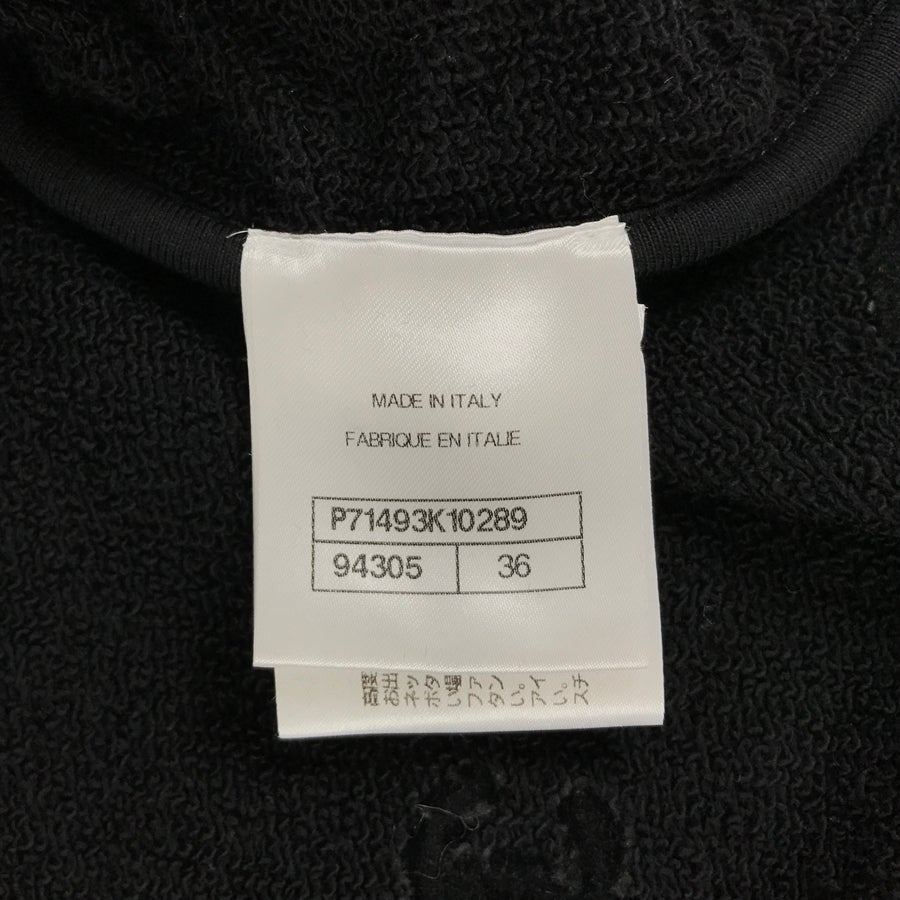 MADE IN ITALY
FABRIQUE EN ITALIE
P71493K10289
94305 36